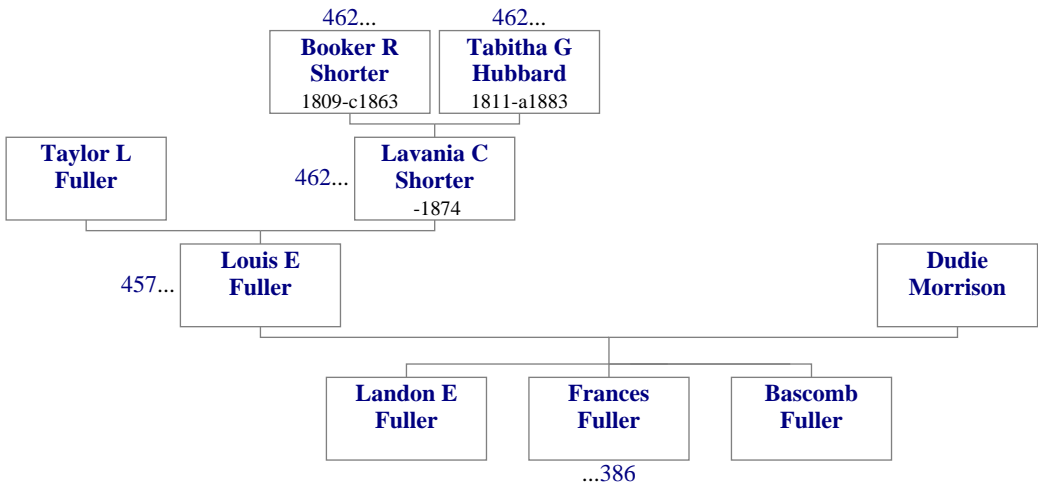 462...
462...
Booker R
Shorter
1809-c1863
Tabitha G
Hubbard
1811-a1883
Taylor L
Fuller
462...
Lavania C
Shorter
-1874
457...
Louis E
Fuller
Dudie
Morrison
Landon E
Fuller
Frances
Fuller
Bascomb
Fuller
...386